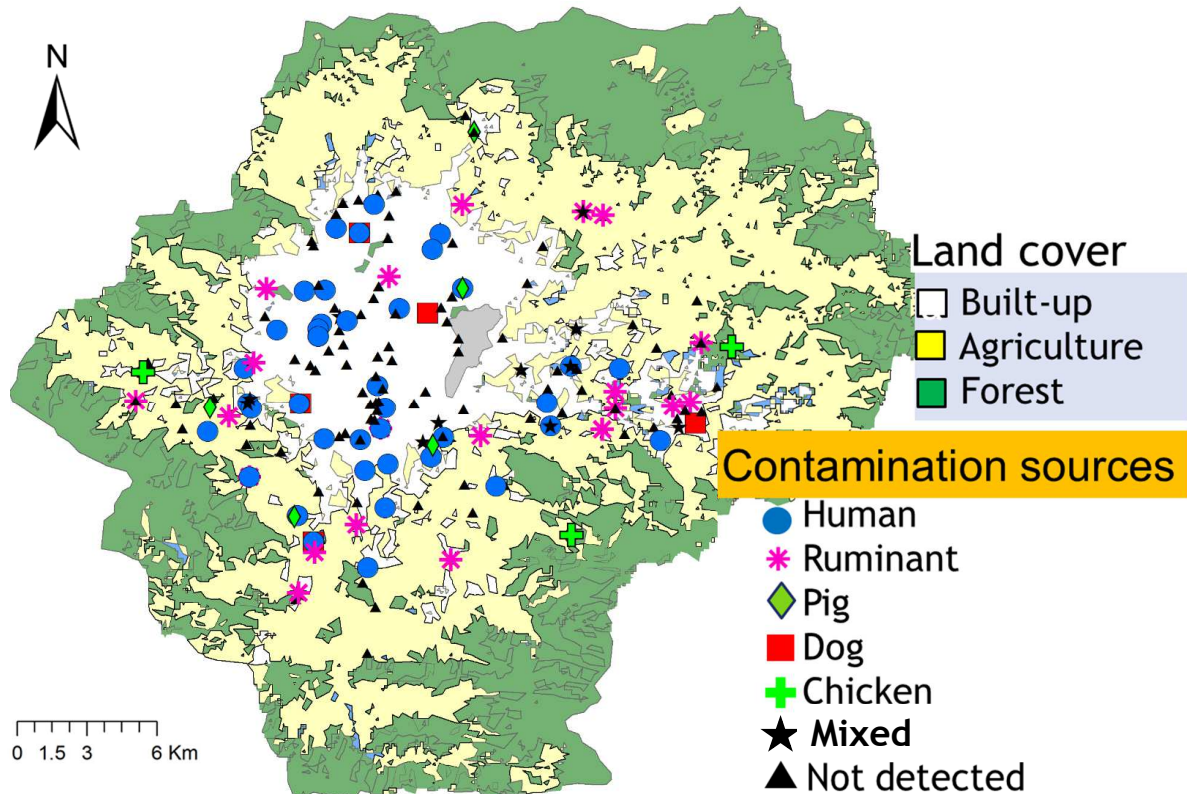 N
Land cover
Built-up
Agriculture
Forest
Contamination sources
Human
Ruminant
Pig
Dog
Chicken
Mixed
Not detected
0 1.5 3 6 Km